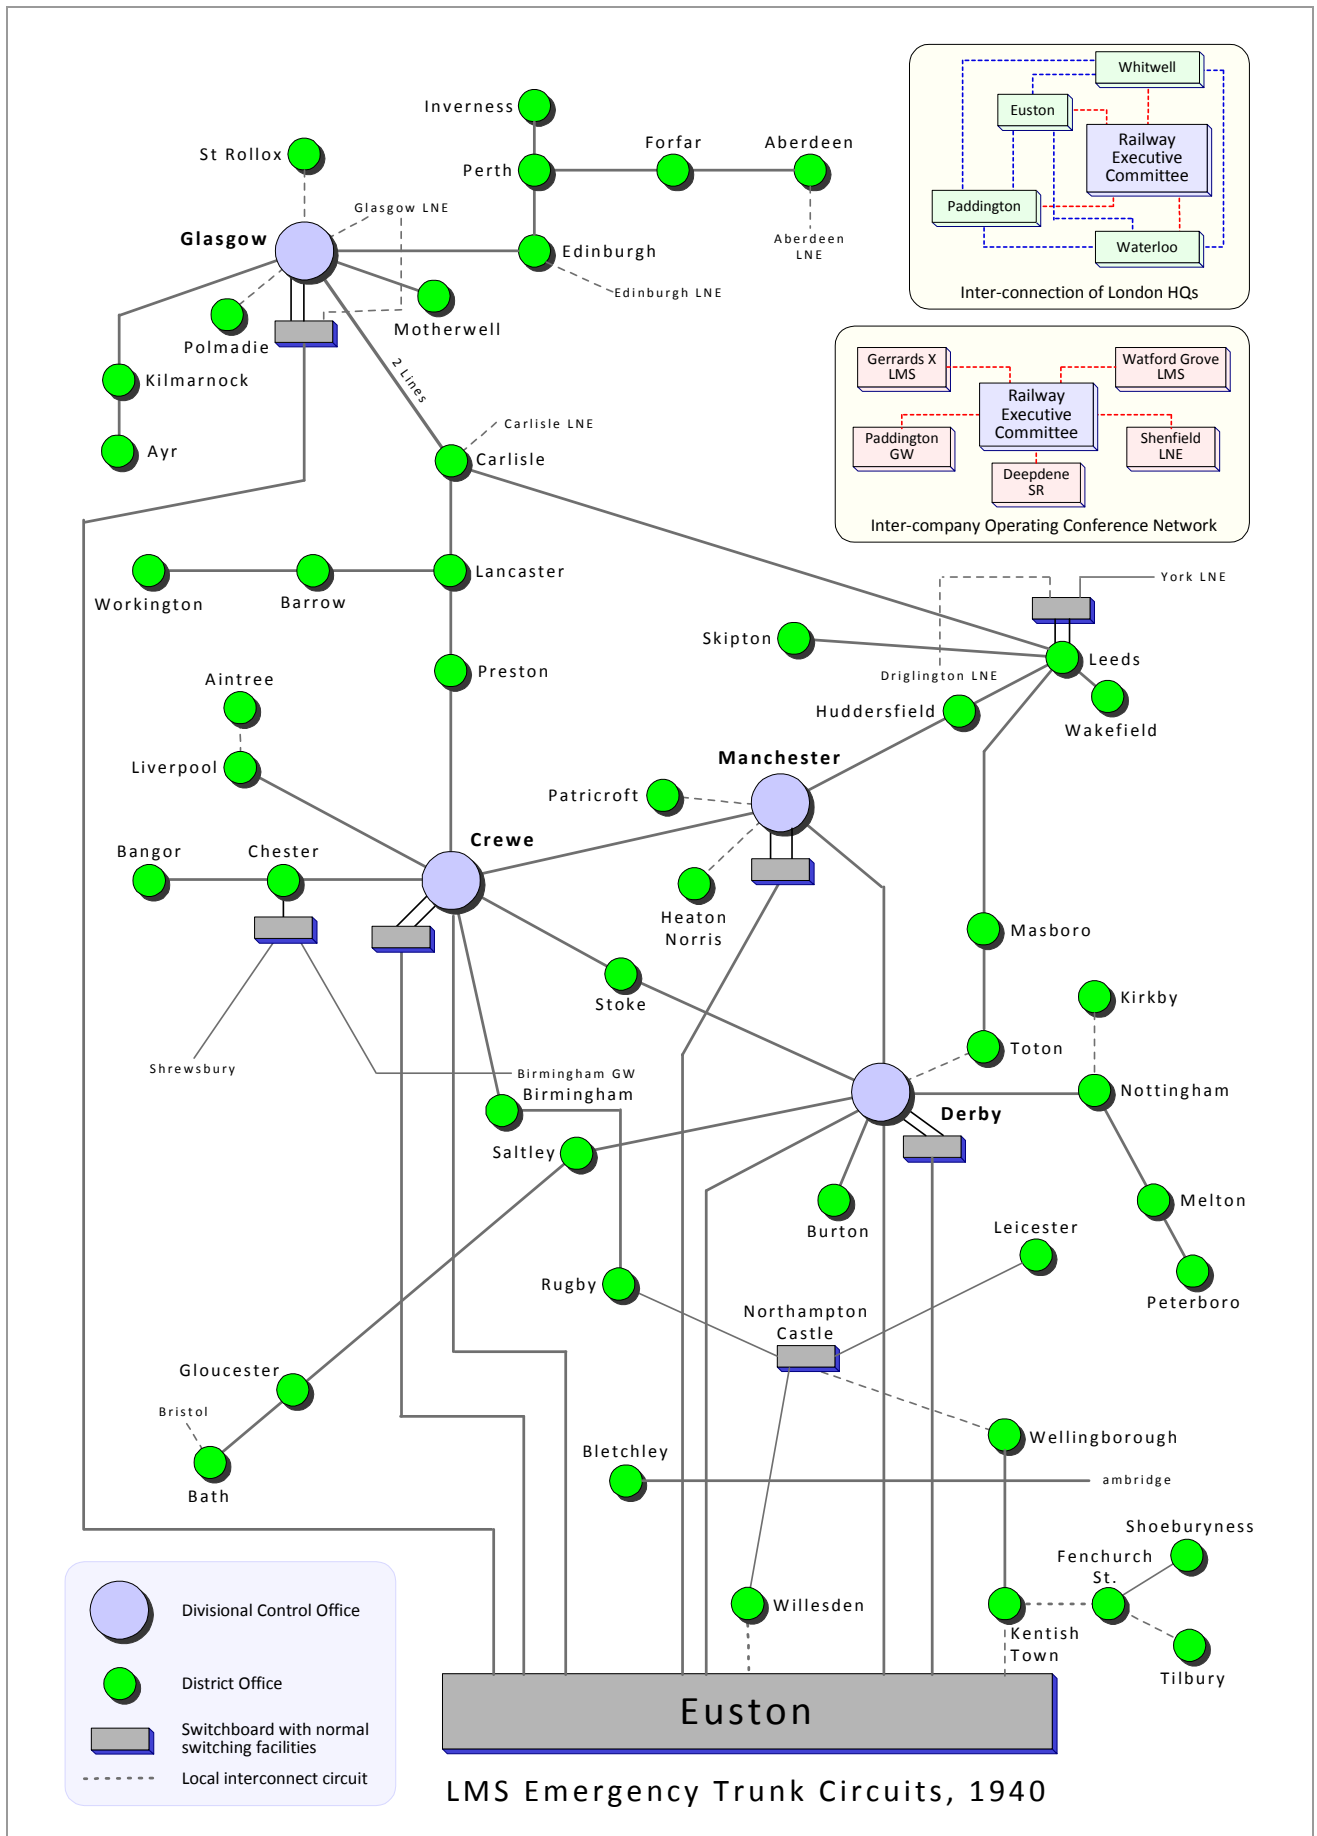 Whitwell
Euston
Railway
Executive
Committee
Paddington
Waterloo
Inter-connection of London HQs
Inverness
St Rollox
Perth
Forfar
Aberdeen
Glasgow LNE
Glasgow
Edinburgh
Aberdeen
LNE
Edinburgh LNE
Motherwell
Polmadie
2 Lines
Kilmarnock
Ayr
Gerrards X
LMS
Watford Grove
LMS
Railway
Executive
Committee
Paddington
GW
Shenfield
LNE
Deepdene
SR
Inter-company Operating Conference Network
Carlisle LNE
Carlisle
Workington
Barrow
Lancaster
York LNE
Skipton
Leeds
Preston
Driglington LNE
Aintree
Huddersfield
Wakefield
Liverpool
Manchester
Patricroft
Crewe
Bangor
Chester
Heaton
Norris
Masboro
Stoke
Kirkby
Toton
Shrewsbury
Birmingham GW
Birmingham
Nottingham
Derby
Saltley
Burton
Melton
Leicester
Rugby
Northampton
Castle
Peterboro
Gloucester
Bristol
Bath
Bletchley
Wellingborough
ambridge
Shoeburyness
Fenchurch
St.
Willesden
Kentish
Town
Tilbury
Divisional Control Office
District Office
Switchboard with normal
switching facilities
Local interconnect circuit
Euston
LMS Emergency Trunk Circuits, 1940